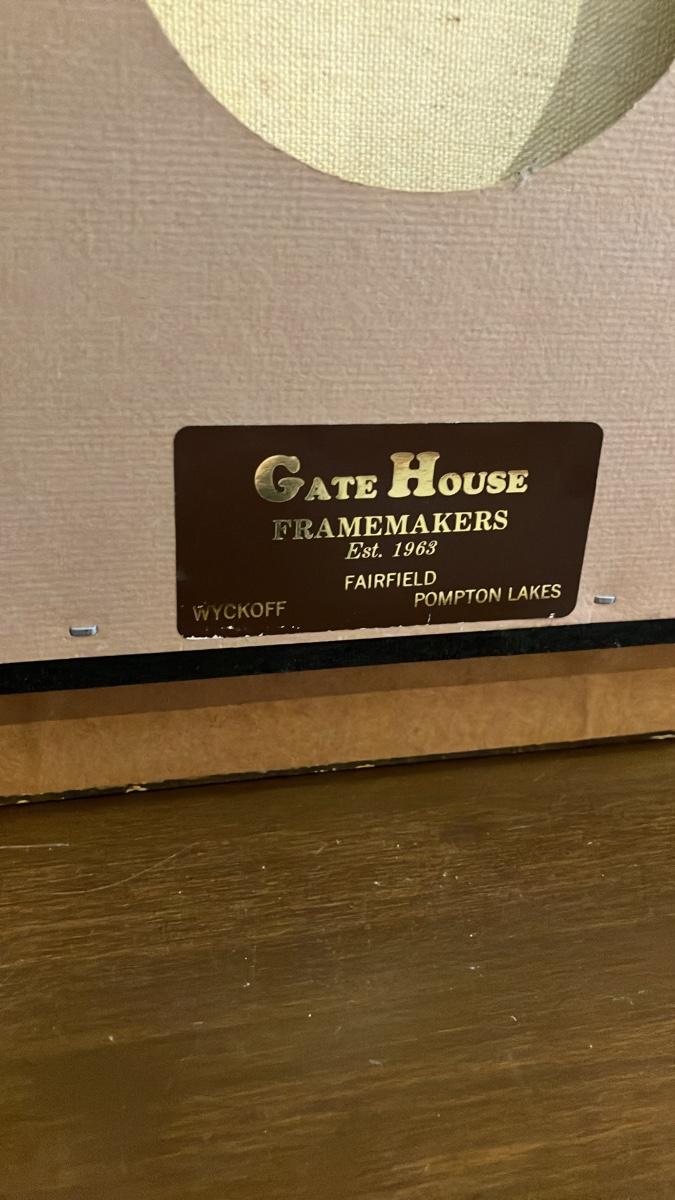 GATE HOUSE
FRAMEMAKERS
Est. 1963
FAIRFIELD
WYCKOFF
POMPTON LAKES